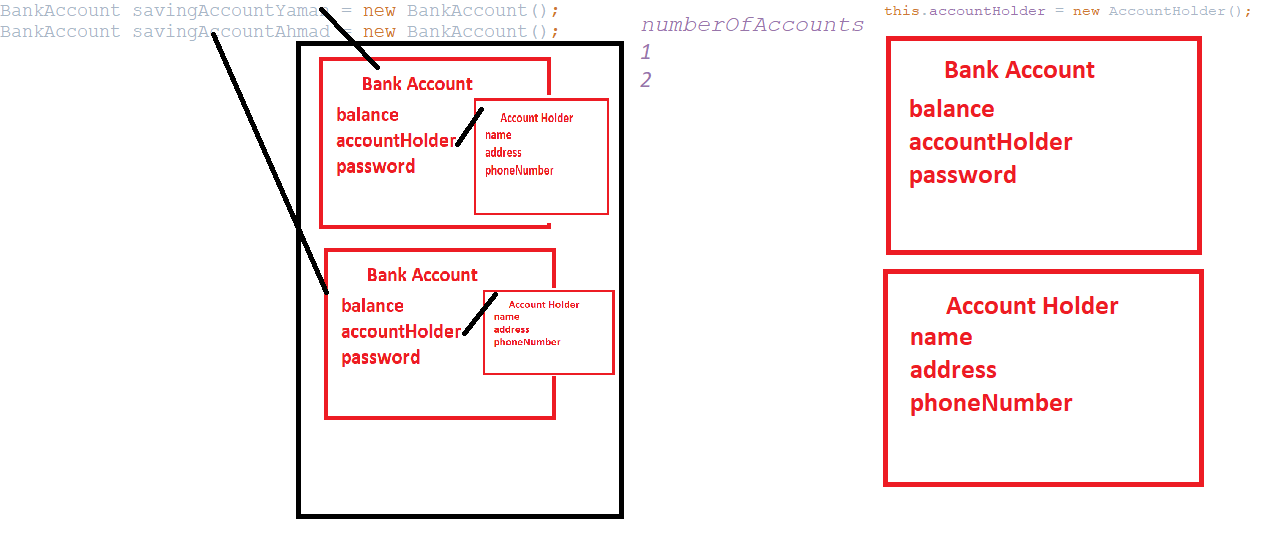 BankAccount savingAccountYaman = new BankAccount();
BankAccount savingAccountAhmad = new BankAccount();
Bank Account
balance
accountHolder
password
Account Holder
name
address
phoneNumber
Bank Account
balance
accountHolder
password
Account Holder
name
address
phoneNumber
numberOfAccounts
1
2
this.accountHolder = new AccountHolder();
Bank Account
balance
accountHolder
password
Account Holder
name
address
phoneNumber